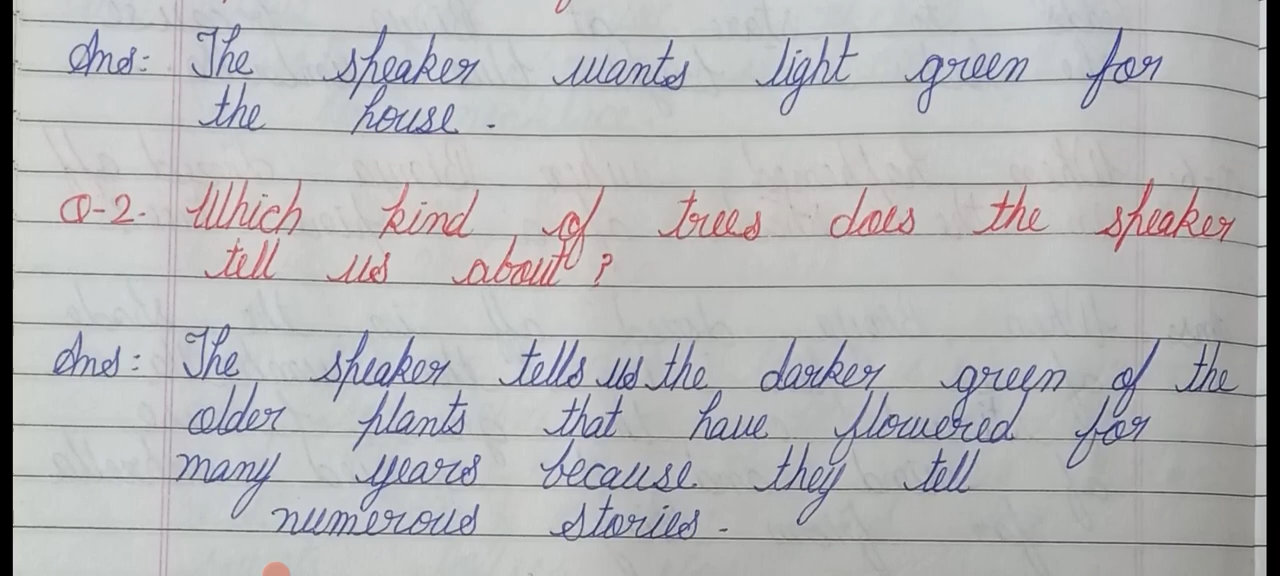 Ans: The speaker wants light green for
the house.
Q-2. Which kind of trees does the speaker
tell us about?
Ans: The speaker tells us the darker green of the
older plants that have flowered for
many years because they tell
numerous stories.